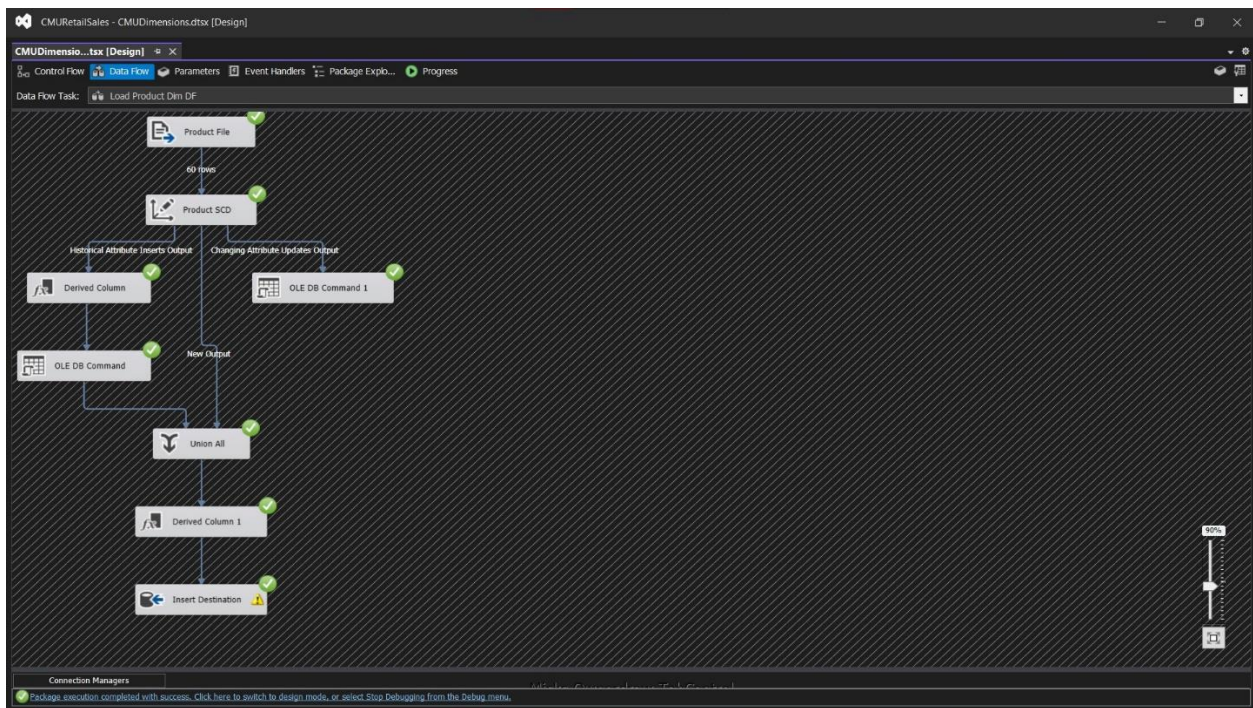 CMURetailSales - CMUDimensions.dtsx [Design]
CMUDimensio...tsx [Design]
Control Flow Data Flow Parameters Event Handlers Package Explo... Progress
Data Flow Task: Load Product Dim DF
Product File
60 rows
Product SCD
Historical Attribute Inserts Output Changing Attribute Updates Output
Derived Column OLE DB Command 1
New Output
OLE DB Command
Union All
Derived Column 1
90%
Insert Destination
Connection Managers
Package execution completed with success. Click here to switch to design mode, or select Stop Debugging from the Debug menu.